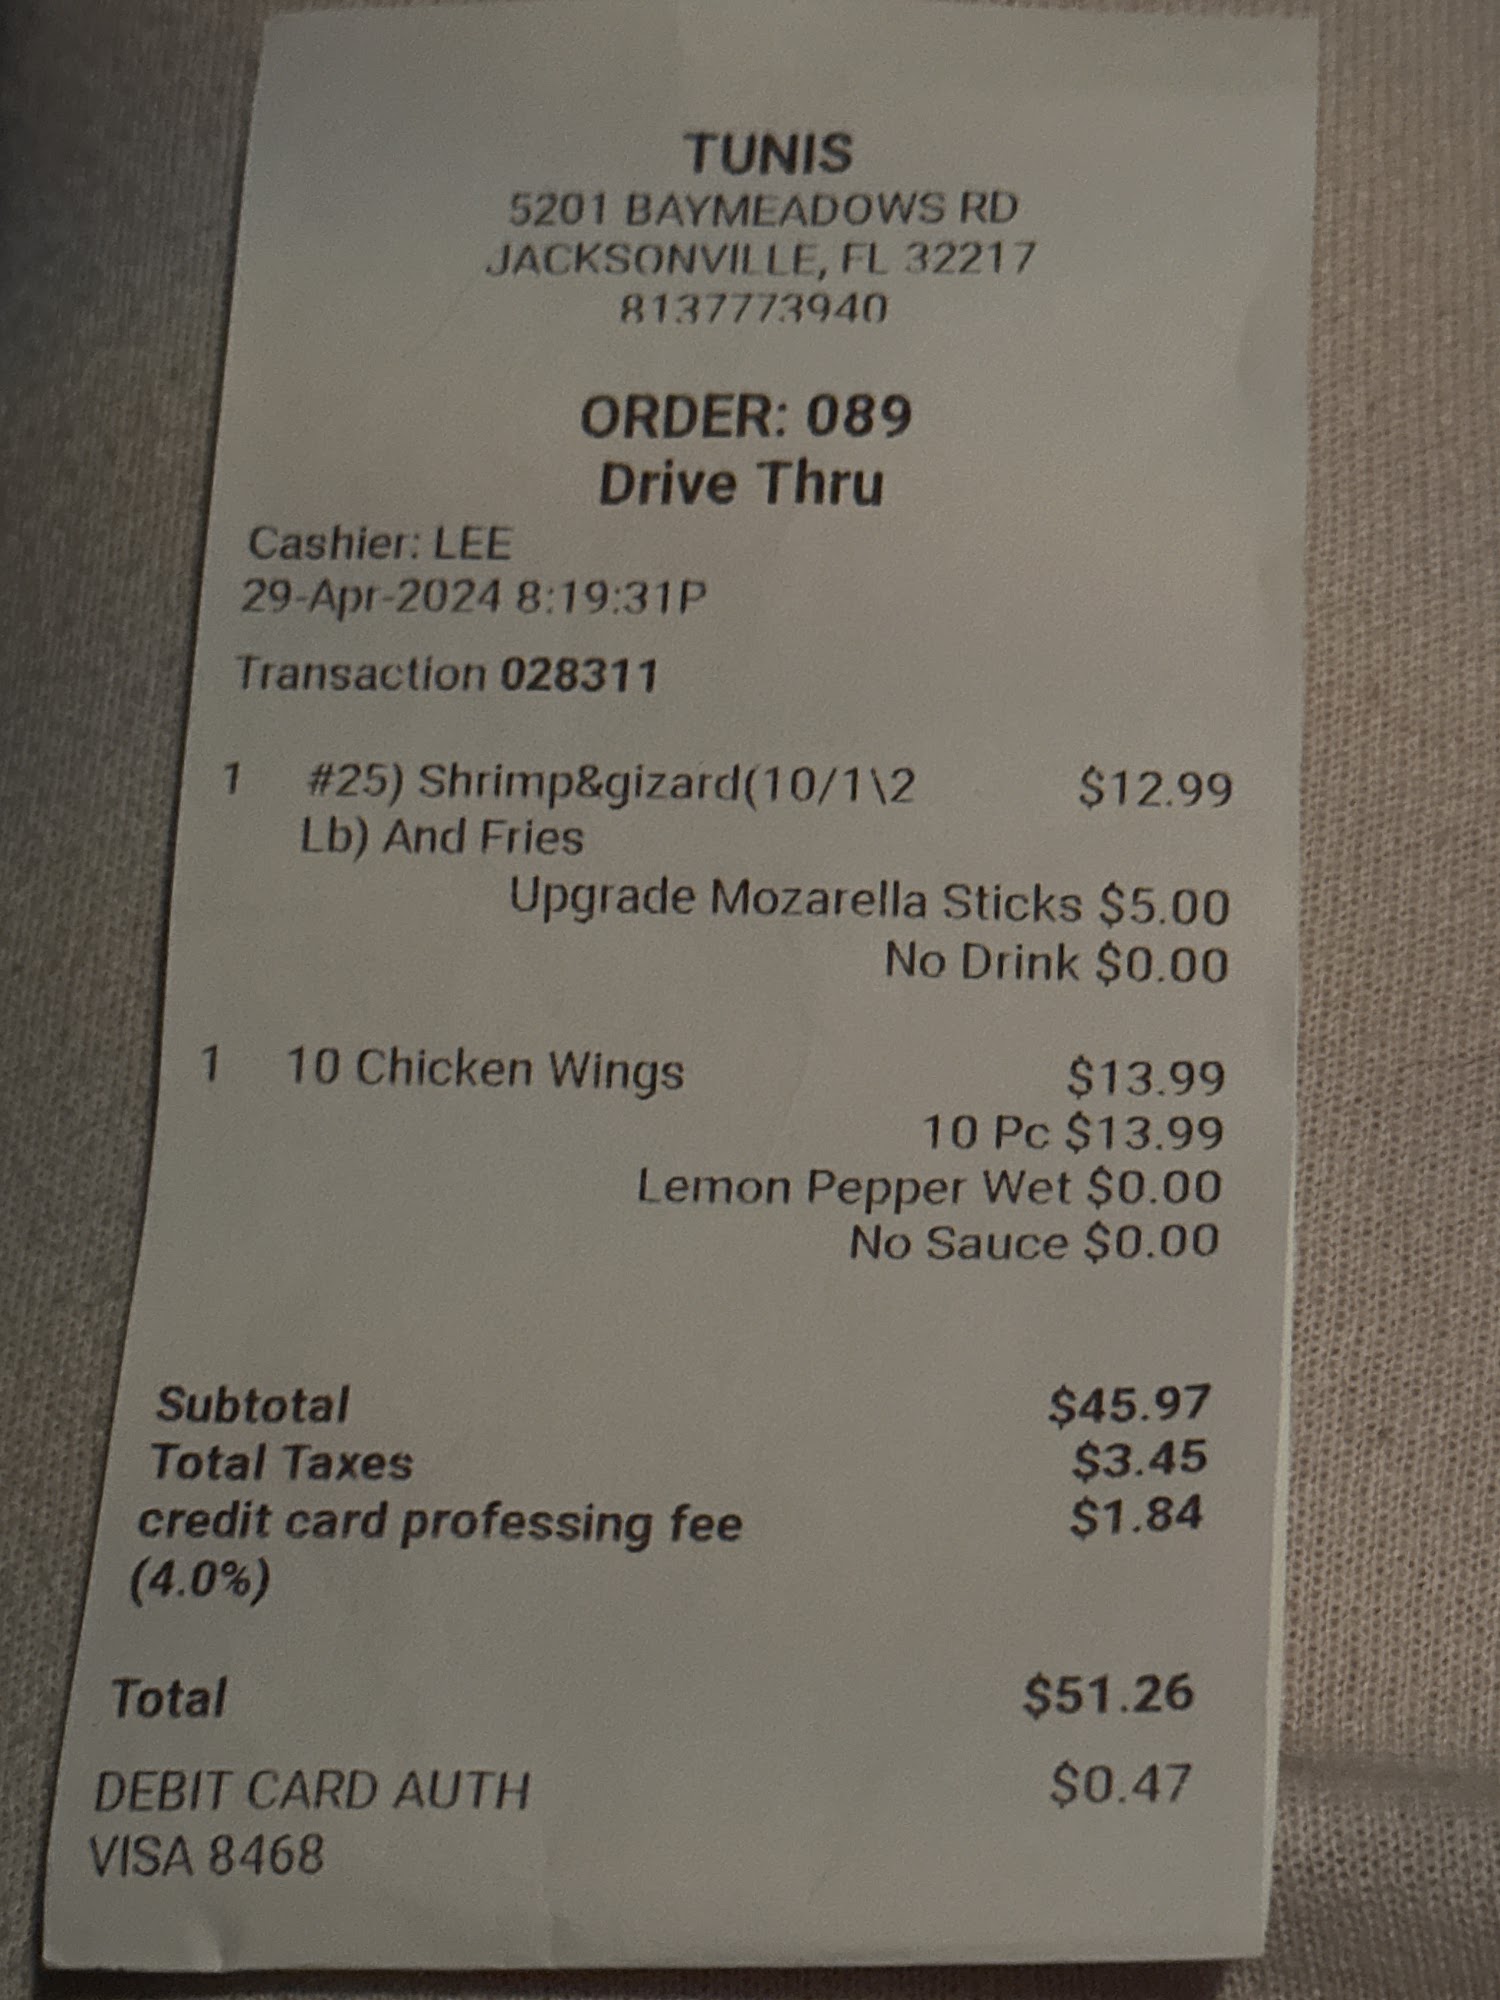 TUNIS
5201 BAYMEADOWS RD
JACKSONVILLE, FL 32217
8137773940
ORDER: 089
Drive Thru
Cashier: LEE
29-Apr-2024 8:19:31P
Transaction 028311
1 #25) Shrimp&gizard(10/1\2 $12.99
Lb) And Fries
Upgrade Mozarella Sticks $5.00
No Drink $0.00
1 10 Chicken Wings $13.99
10 Pc $13.99
Lemon Pepper Wet $0.00
No Sauce $0.00
Subtotal $45.97
Total Taxes $3.45
credit card professing fee $1.84
(4.0%)
Total $51.26
DEBIT CARD AUTH $0.47
VISA 8468